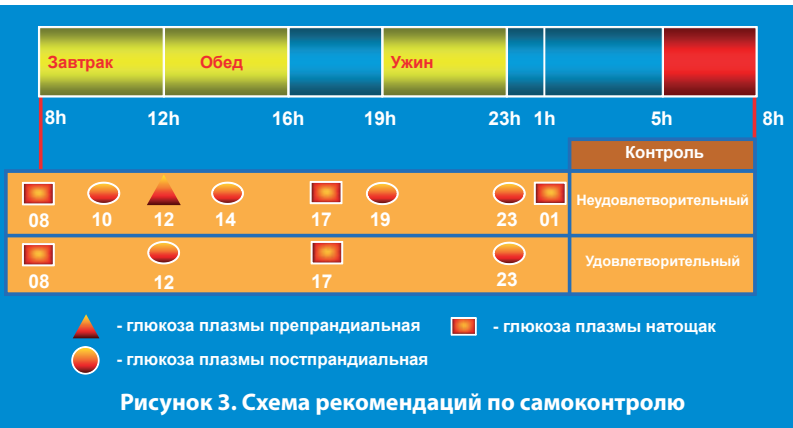 Завтрак Обед Ужин
8h 12h 16h 19h 23h 1h 5h 8h
Контроль
Неудовлетворительный
08 10 12 14 17 19 23 01
Удовлетворительный
08 12 17 23
- глюкоза плазмы препрандиальная - глюкоза плазмы натощак
- глюкоза плазмы постпрандиальная
Рисунок 3. Схема рекомендаций по самоконтролю